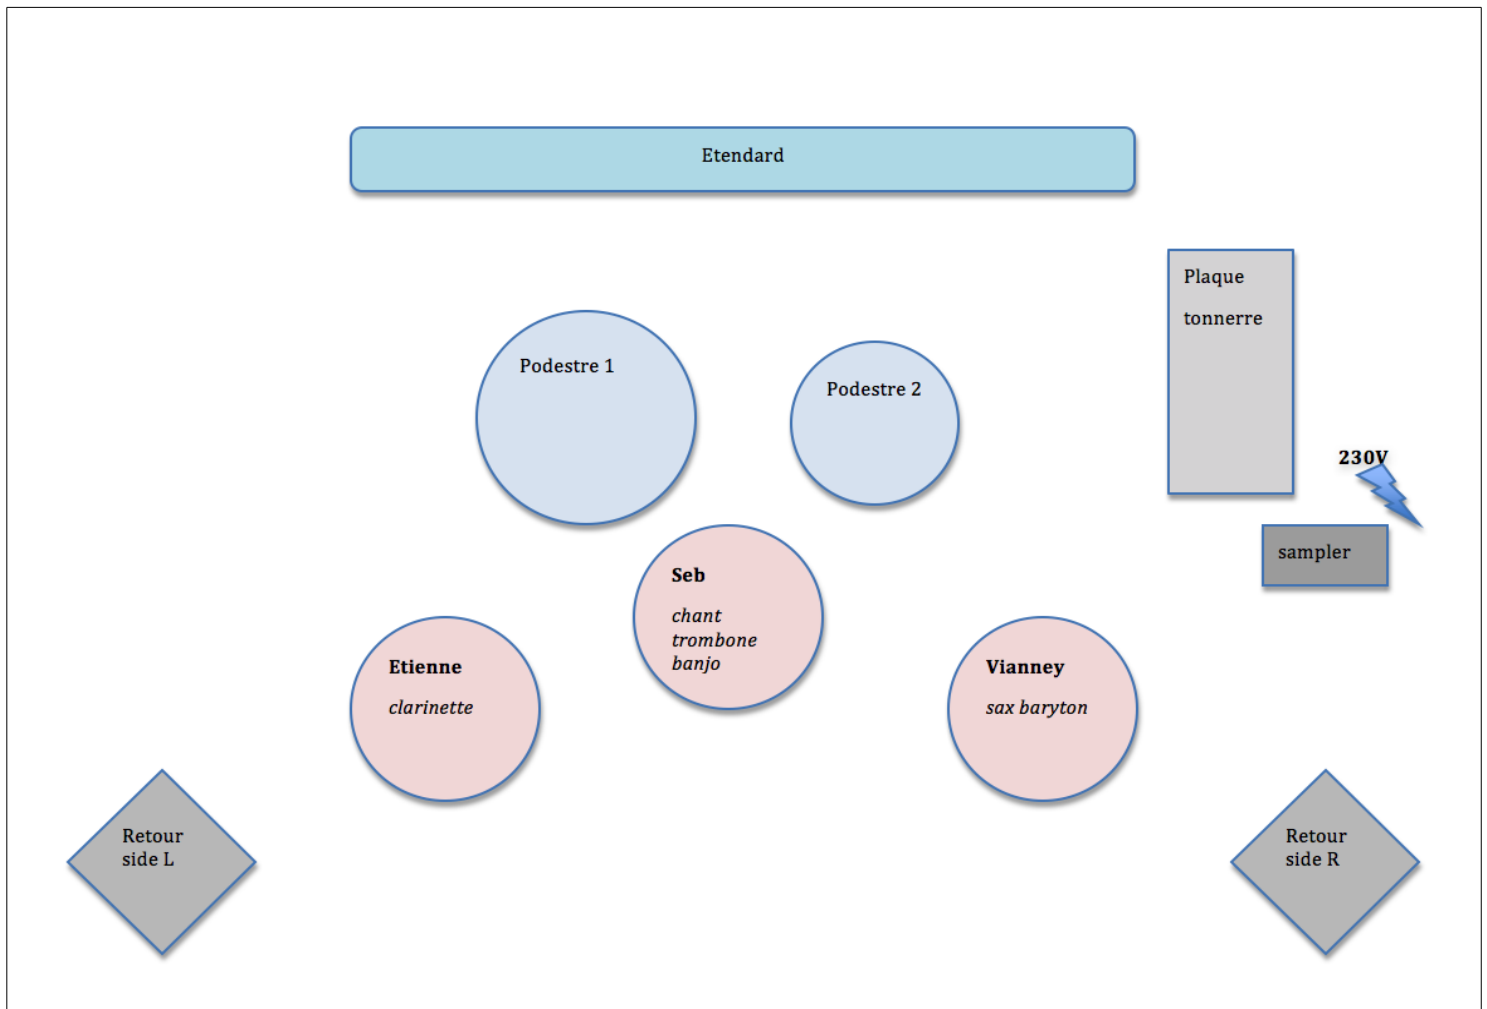 Etendard
Plaque
tonnerre
Podestre 1
Podestre 2
230V
sampler
Seb
chant
trombone
banjo
Etienne
clarinette
Vianney
sax baryton
Retour
side L
Retour
side R